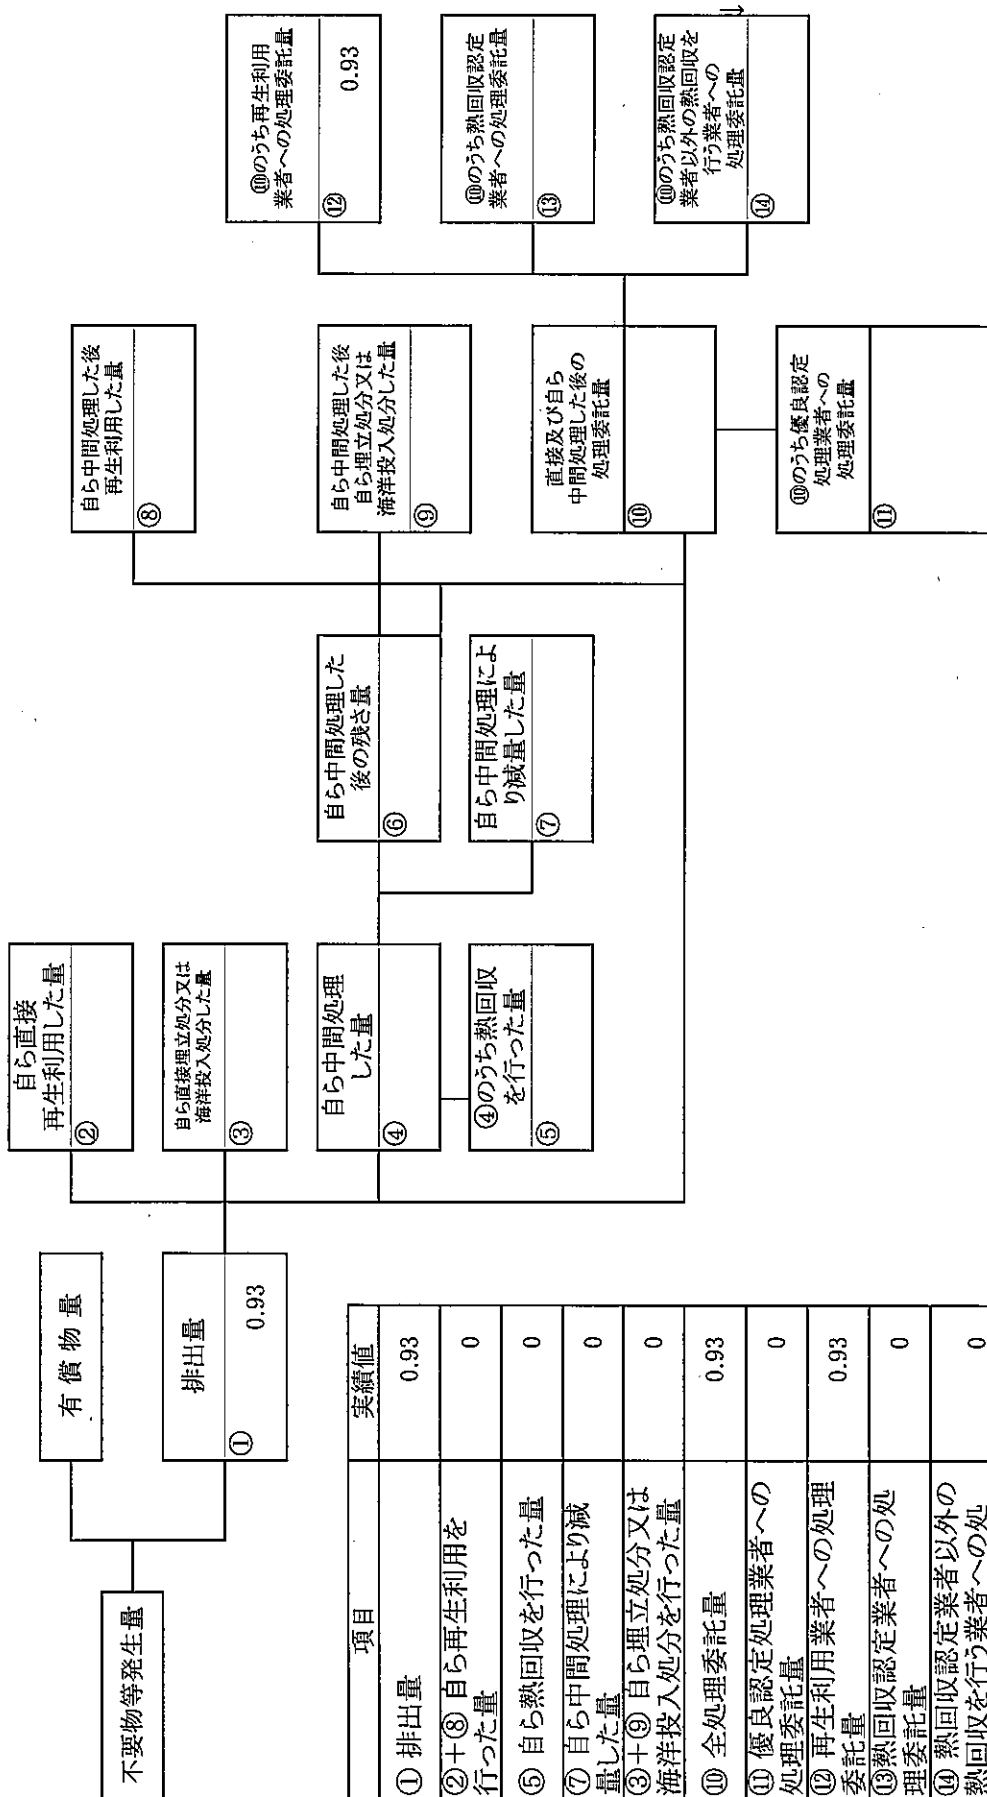 不要物等発生量
有償物量
排出量
①
0.93
自ら直接
再生利用した量
②
自ら直接埋立処分又は
海洋投入処分した量
③
自ら中間処理
した量
④
④のうち熱回収
を行った量
⑤
自ら中間処理した
後の残さ量
⑥
自ら中間処理によ
り減量した量
⑦
自ら中間処理した後
再生利用した量
⑧
自ら中間処理した後
自ら埋立処分又は
海洋投入処分した量
⑨
直接及び自ら
中間処理した後の
処理委託量
⑩
⑩のうち優良認定
処理業者への
処理委託量
⑪
⑩のうち再生利用
業者への処理委託量
⑫
0.93
⑩のうち熱回収認定
業者への処理委託量
⑬
⑩のうち熱回収認定
業者以外の熱回収を
行う業者への
処理委託量
⑭
項目 実績値
① 排出量 0.93
②+⑧ 自ら再生利用を
行った量 0
⑤ 自ら熱回収を行った量 0
⑦ 自ら中間処理により減
量した量 0
③+⑨ 自ら埋立処分又は
海洋投入処分を行った量 0
⑩ 全処理委託量 0.93
⑪ 優良認定処理業者への
処理委託量 0
⑫ 再生利用業者への処理
委託量 0.93
⑬熱回収認定業者への処
理委託量 0
⑭ 熱回収認定業者以外の
熱回収を行う業者への処 0